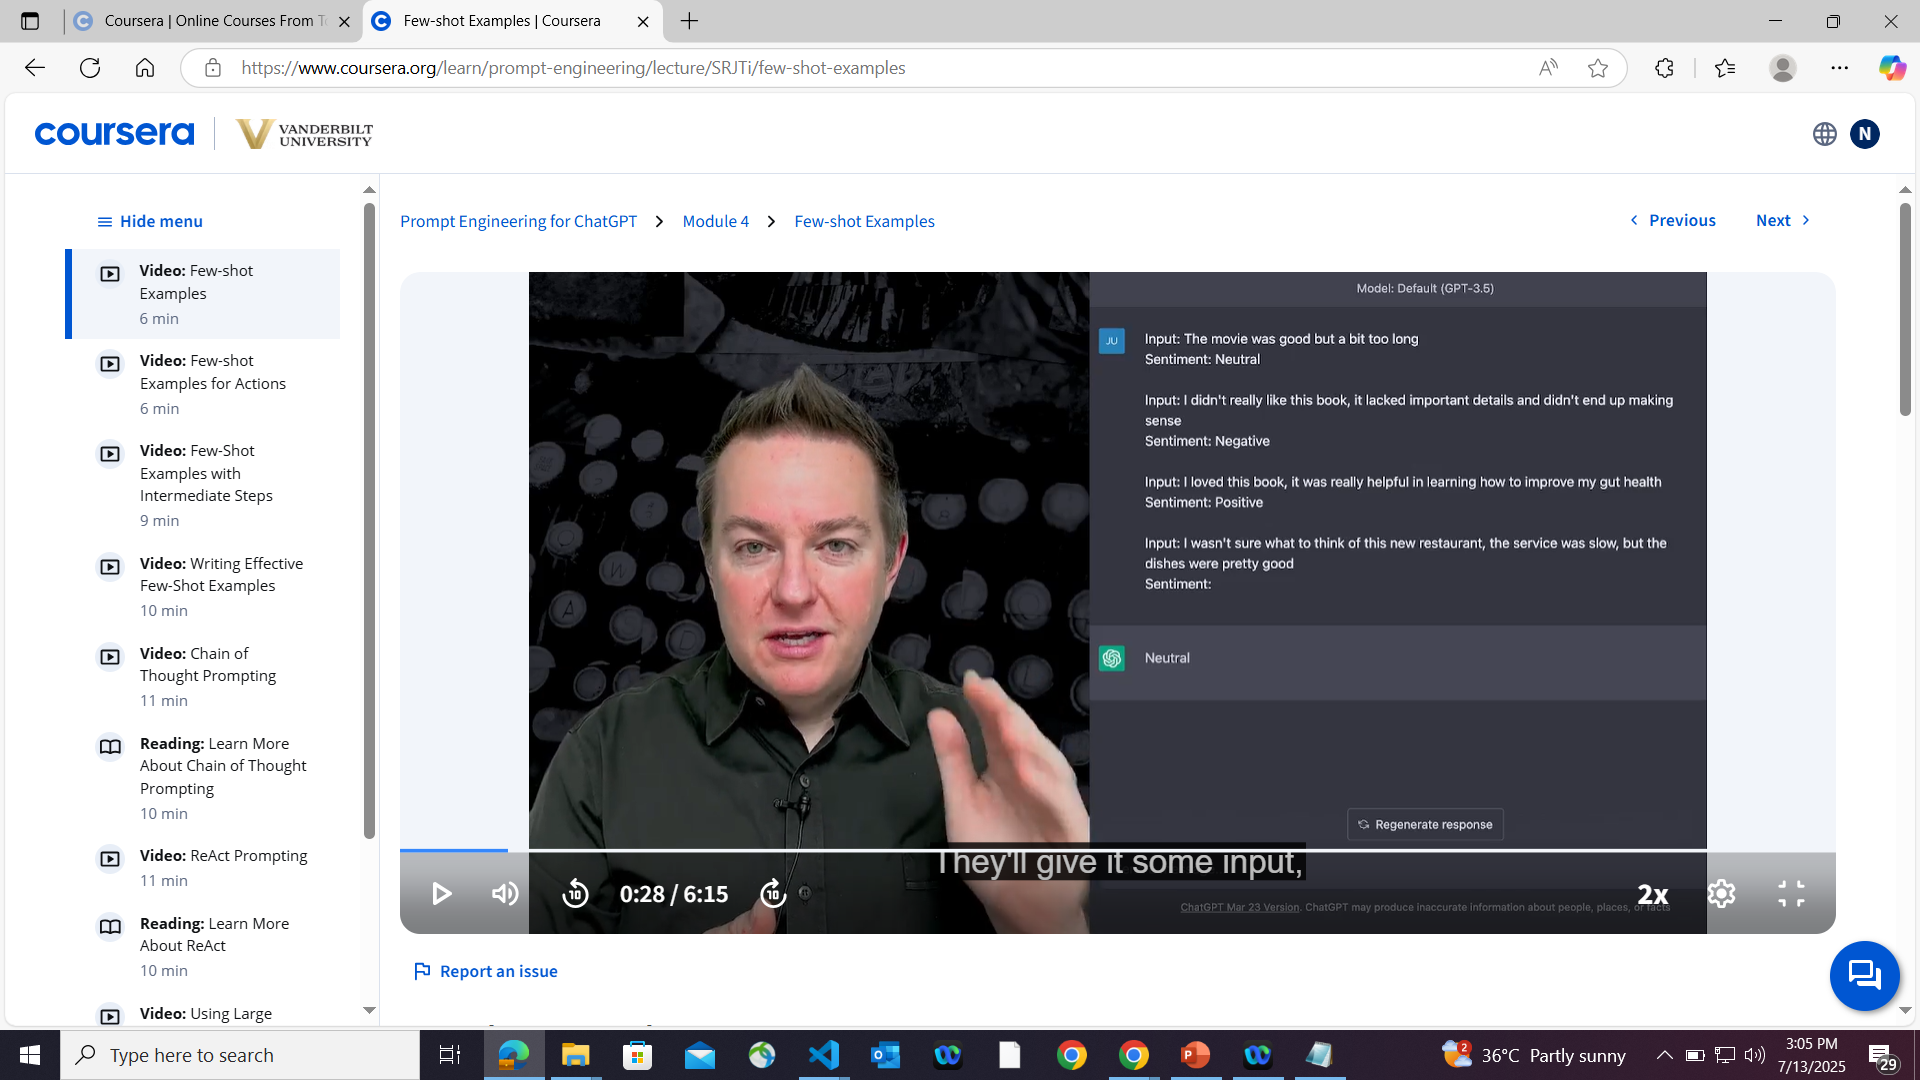 Coursera | Online Courses From T
Few-shot Examples | Coursera
https://www.coursera.org/learn/prompt-engineering/lecture/SRJTi/few-shot-examples
coursera
VANDERBILT
UNIVERSITY
N
Hide menu
Video: Few-shot
Examples
6 min
Video: Few-shot
Examples for Actions
6 min
Video: Few-Shot
Examples with
Intermediate Steps
9 min
Video: Writing Effective
Few-Shot Examples
10 min
Video: Chain of
Thought Prompting
11 min
Reading: Learn More
About Chain of Thought
Prompting
10 min
Video: ReAct Prompting
11 min
Reading: Learn More
About ReAct
10 min
Video: Using Large
Prompt Engineering for ChatGPT
Module 4
Few-shot Examples
Previous
Next
Model: Default (GPT-3.5)
JU
Input: The movie was good but a bit too long
Sentiment: Neutral
Input: I didn't really like this book, it lacked important details and didn't end up making
sense
Sentiment: Negative
Input: I loved this book, it was really helpful in learning how to improve my gut health
Sentiment: Positive
Input: I wasn't sure what to think of this new restaurant, the service was slow, but the
dishes were pretty good
Sentiment:
Neutral
Regenerate response
They'll give it some input,
10
0:28 / 6:15
10
2x
ChatGPT Mar 23 Version. ChatGPT may produce inaccurate information about people, places, or facts
Report an issue
Type here to search
2
36°C Partly sunny
3:05 PM
7/13/2025
29